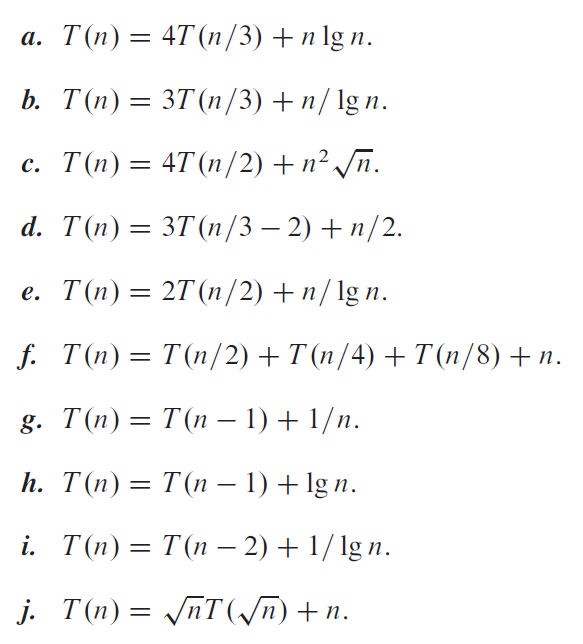 a. T(n) = 4T(n/3) + n lg n.
b. T(n) = 3T(n/3) + n/ lg n.
c. T(n) = 4T(n/2) + n²√n.
d. T(n) = 3T(n/3 − 2) + n/2.
e. T(n) = 2T(n/2) + n/ lg n.
f. T(n) = T(n/2) + T(n/4) + T(n/8) + n.
g. T(n) = T(n − 1) + 1/n.
h. T(n) = T(n − 1) + lg n.
i. T(n) = T(n − 2) + 1/ lg n.
j. T(n) = √nT(√n) + n.